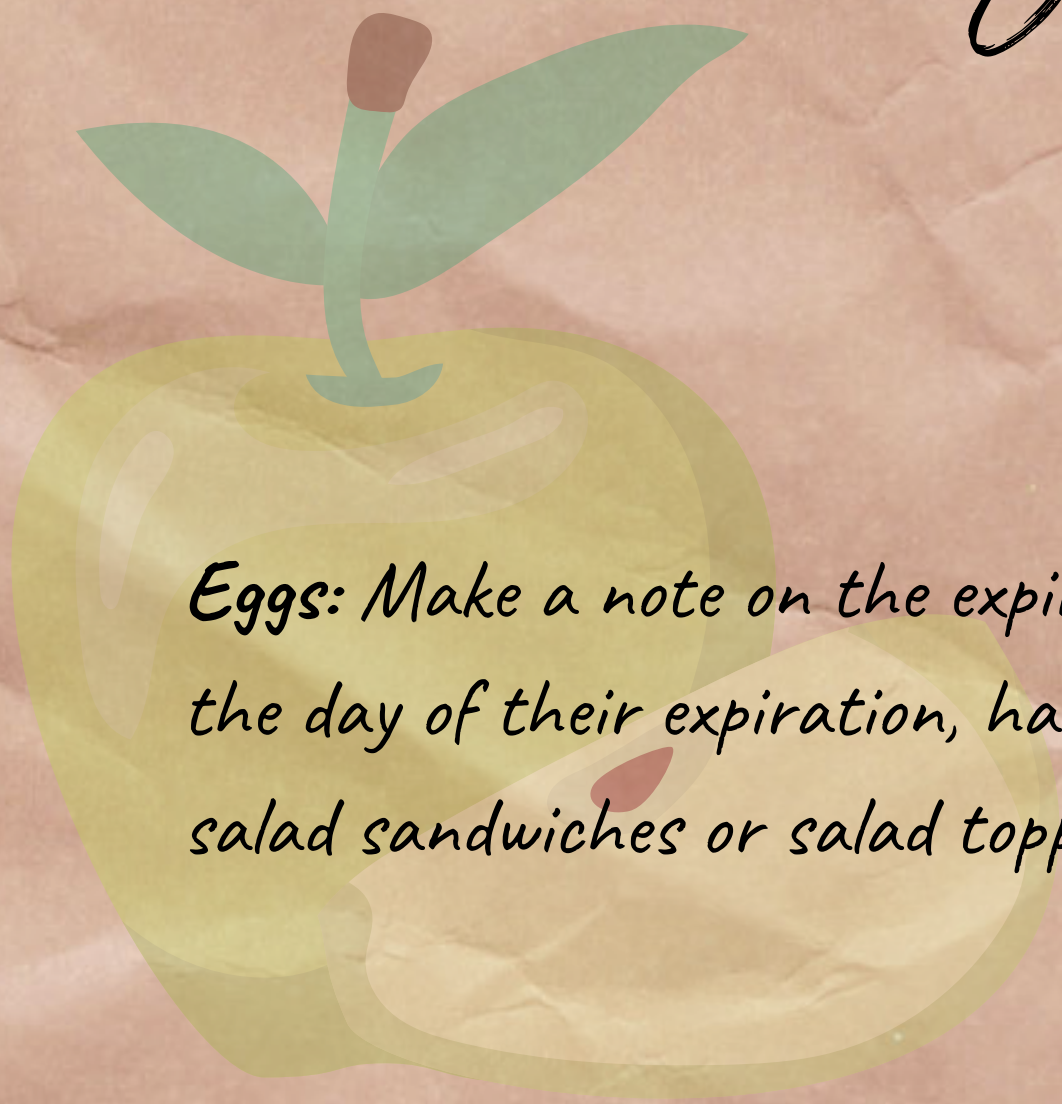 Eggs: Make a note on the
the day of their expiration,
salad sandwiches or salad